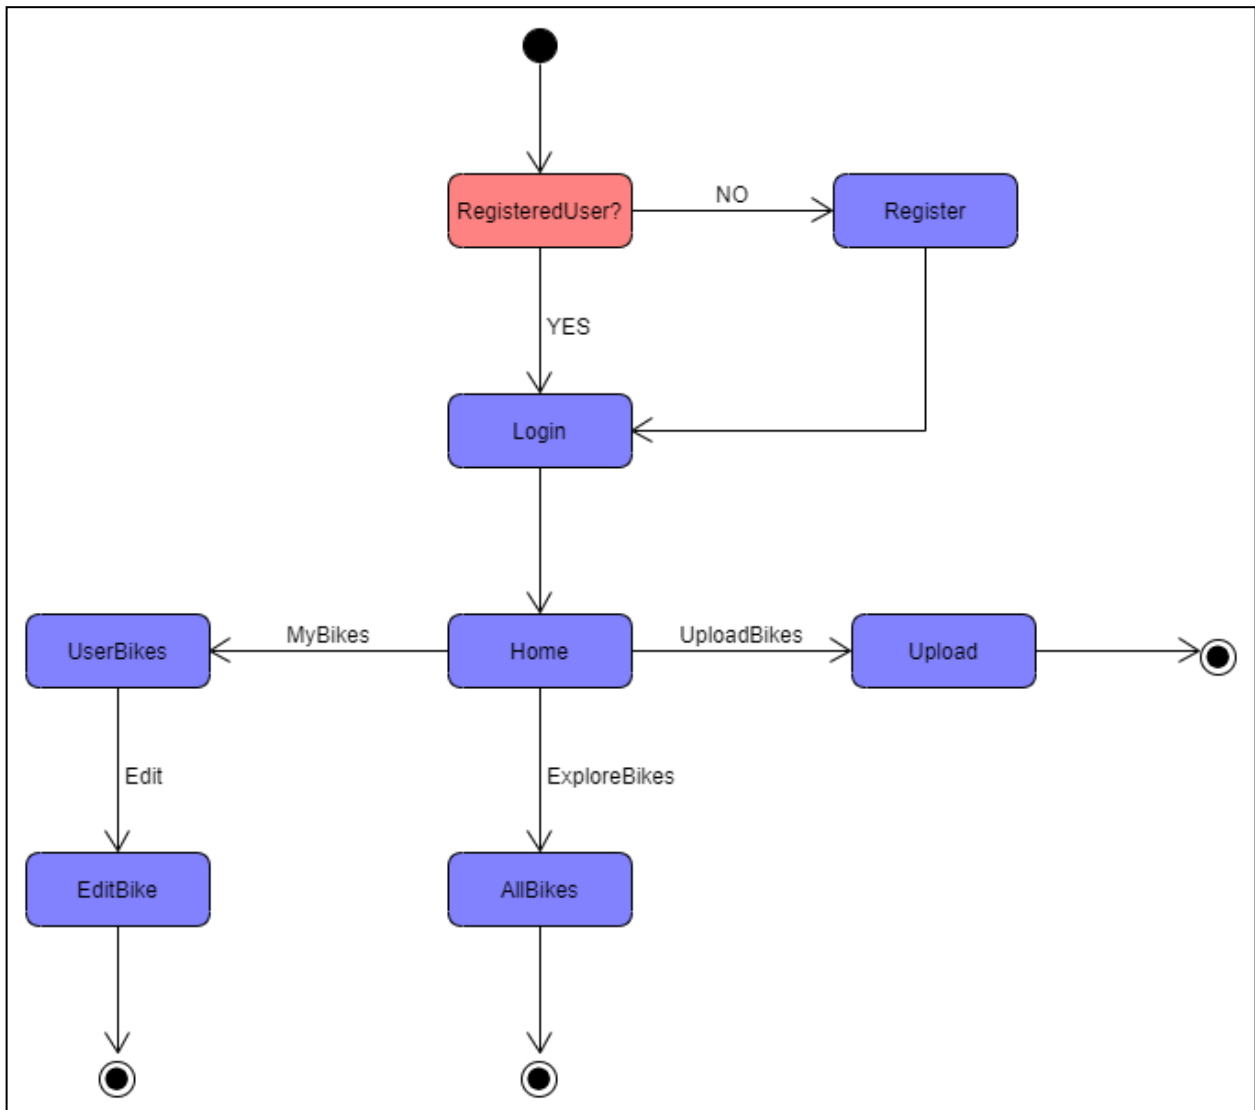 RegisteredUser?
NO
Register
YES
Login
UserBikes
MyBikes
Home
UploadBikes
Upload
Edit
ExploreBikes
EditBike
AllBikes